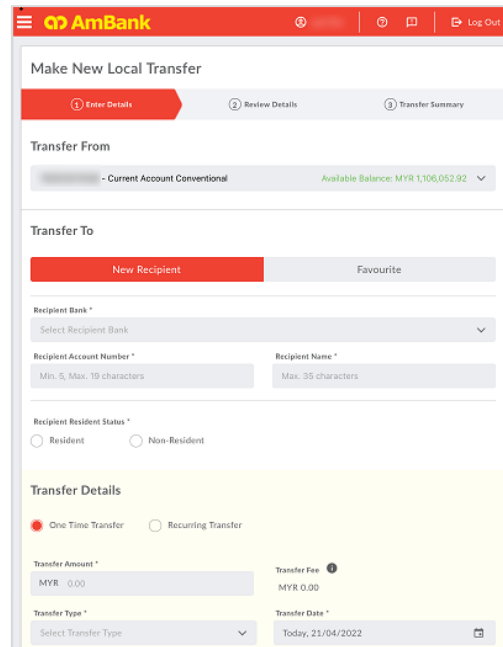 AmBank
Log Out
Make New Local Transfer
1 Enter Details
2 Review Details
3 Transfer Summary
Transfer From
- Current Account Conventional
Available Balance: MYR 1,106,052.92
Transfer To
New Recipient
Favourite
Recipient Bank *
Select Recipient Bank
Recipient Account Number *
Recipient Name *
Min. 5, Max. 19 characters
Max. 35 characters
Recipient Resident Status *
Resident
Non-Resident
Transfer Details
One Time Transfer
Recurring Transfer
Transfer Amount *
Transfer Fee
MYR 0.00
MYR 0.00
Transfer Type *
Transfer Date *
Select Transfer Type
Today, 21/04/2022